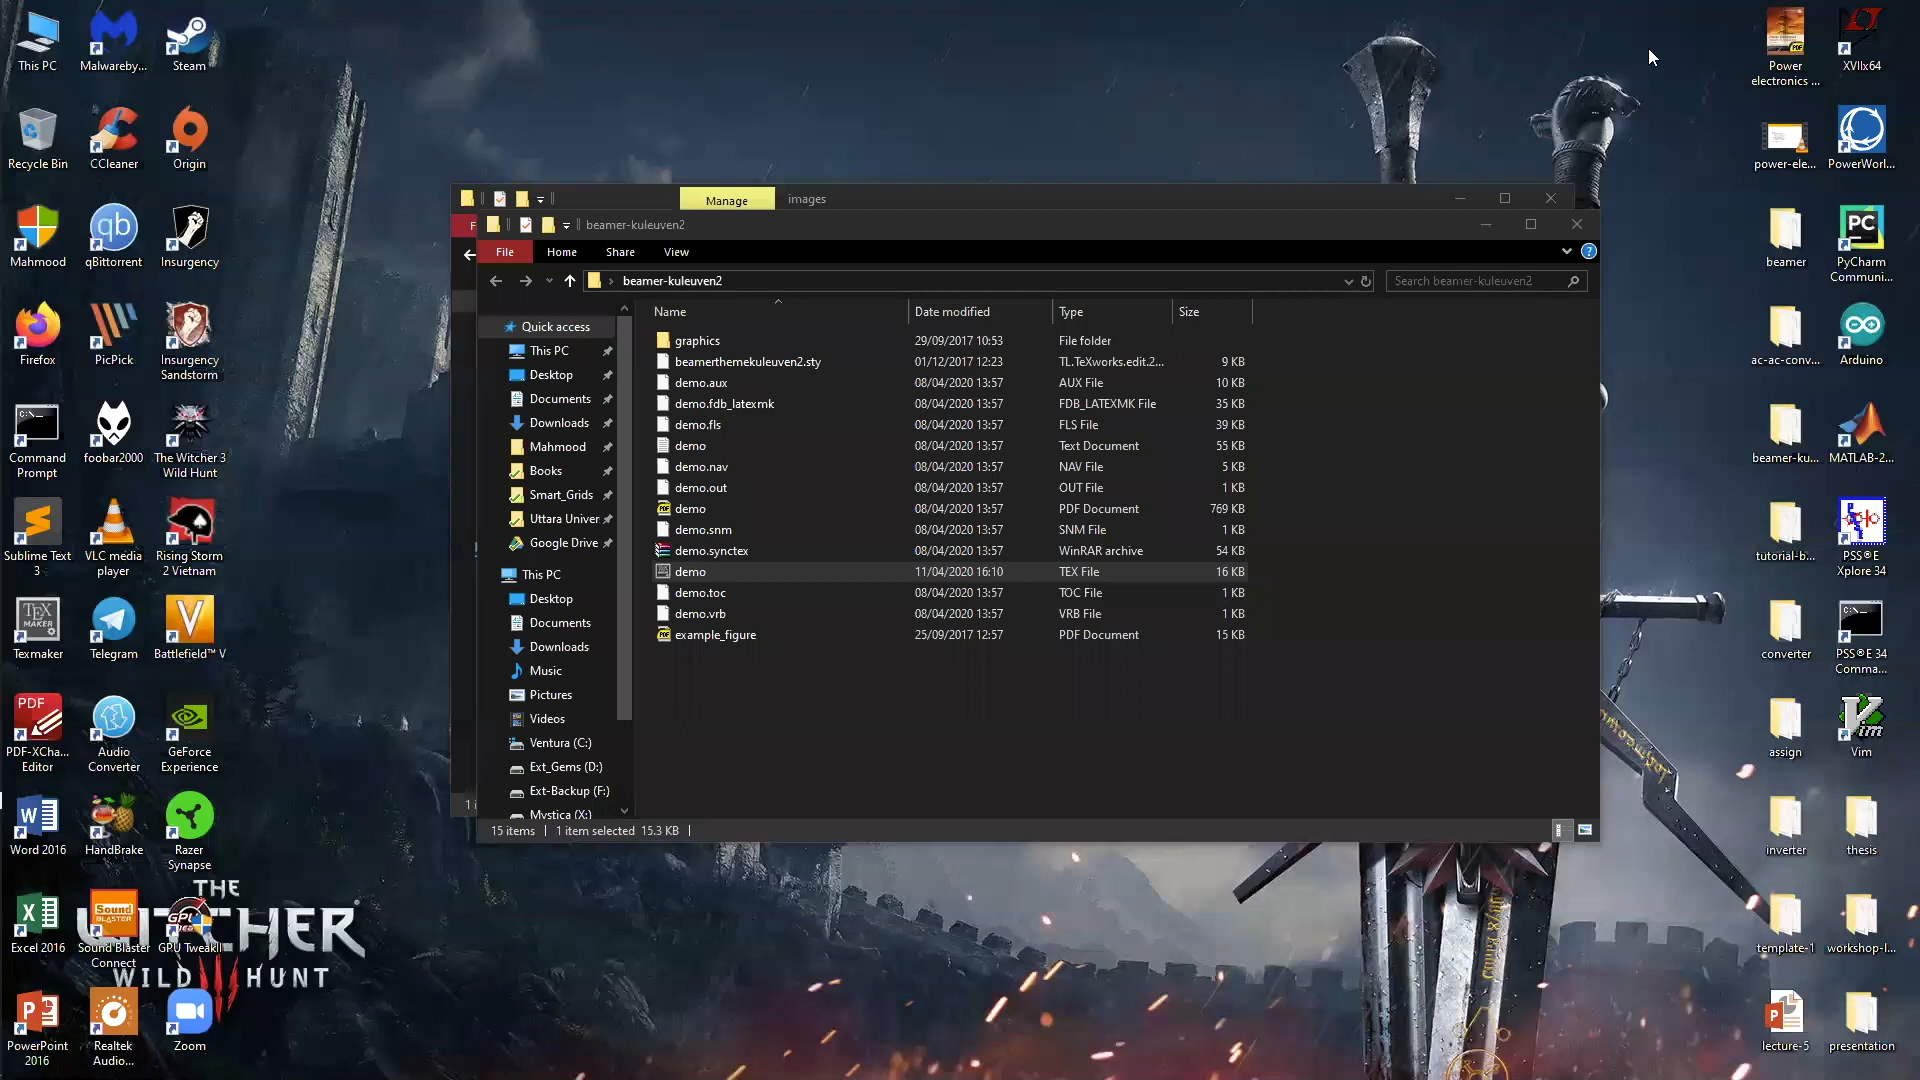 This PC
Malwareby...
Steam
Recycle Bin
CCleaner
Origin
Mahmood
qBittorrent
Insurgency
Firefox
PicPick
Insurgency
Sandstorm
Command
Prompt
foobar2000
The Witcher 3
Wild Hunt
Sublime Text
3
VLC media
player
Rising Storm
2 Vietnam
Texmaker
Telegram
Battlefield™ V
PDF-XCha...
Editor
Audio
Converter
GeForce
Experience
Word 2016
HandBrake
Razer
Synapse
Excel 2016
Sound Blaster
Connect
GPU TweakII
PowerPoint
2016
Realtek
Audio...
Zoom
THE
WITCHER
WILD HUNT
Manage
images
beamer-kuleuven2
File
Home
Share
View
beamer-kuleuven2
Search beamer-kuleuven2
Quick access
This PC
Desktop
Documents
Downloads
Mahmood
Books
Smart_Grids
Uttara Univer
Google Drive
This PC
Desktop
Documents
Downloads
Music
Pictures
Videos
Ventura (C:)
Ext_Gems (D:)
Ext-Backup (F:)
Mystica (X:)
Name Date modified Type Size
graphics 29/09/2017 10:53 File folder
beamerthemekuleuven2.sty 01/12/2017 12:23 TL.TeXworks.edit.2... 9 KB
demo.aux 08/04/2020 13:57 AUX File 10 KB
demo.fdb_latexmk 08/04/2020 13:57 FDB_LATEXMK File 35 KB
demo.fls 08/04/2020 13:57 FLS File 39 KB
demo 08/04/2020 13:57 Text Document 55 KB
demo.nav 08/04/2020 13:57 NAV File 5 KB
demo.out 08/04/2020 13:57 OUT File 1 KB
demo 08/04/2020 13:57 PDF Document 769 KB
demo.snm 08/04/2020 13:57 SNM File 1 KB
demo.synctex 08/04/2020 13:57 WinRAR archive 54 KB
demo 11/04/2020 16:10 TEX File 16 KB
demo.toc 08/04/2020 13:57 TOC File 1 KB
demo.vrb 08/04/2020 13:57 VRB File 1 KB
example_figure 25/09/2017 12:57 PDF Document 15 KB
15 items
1 item selected 15.3 KB
Power
electronics ...
XVIIx64
power-ele...
PowerWorl...
beamer
PyCharm
Communi...
ac-ac-conv...
Arduino
beamer-ku...
MATLAB-2...
tutorial-b...
PSS®E
Xplore 34
converter
PSS®E 34
Comma...
assign
Vim
inverter
thesis
template-1
workshop-l...
lecture-5
presentation